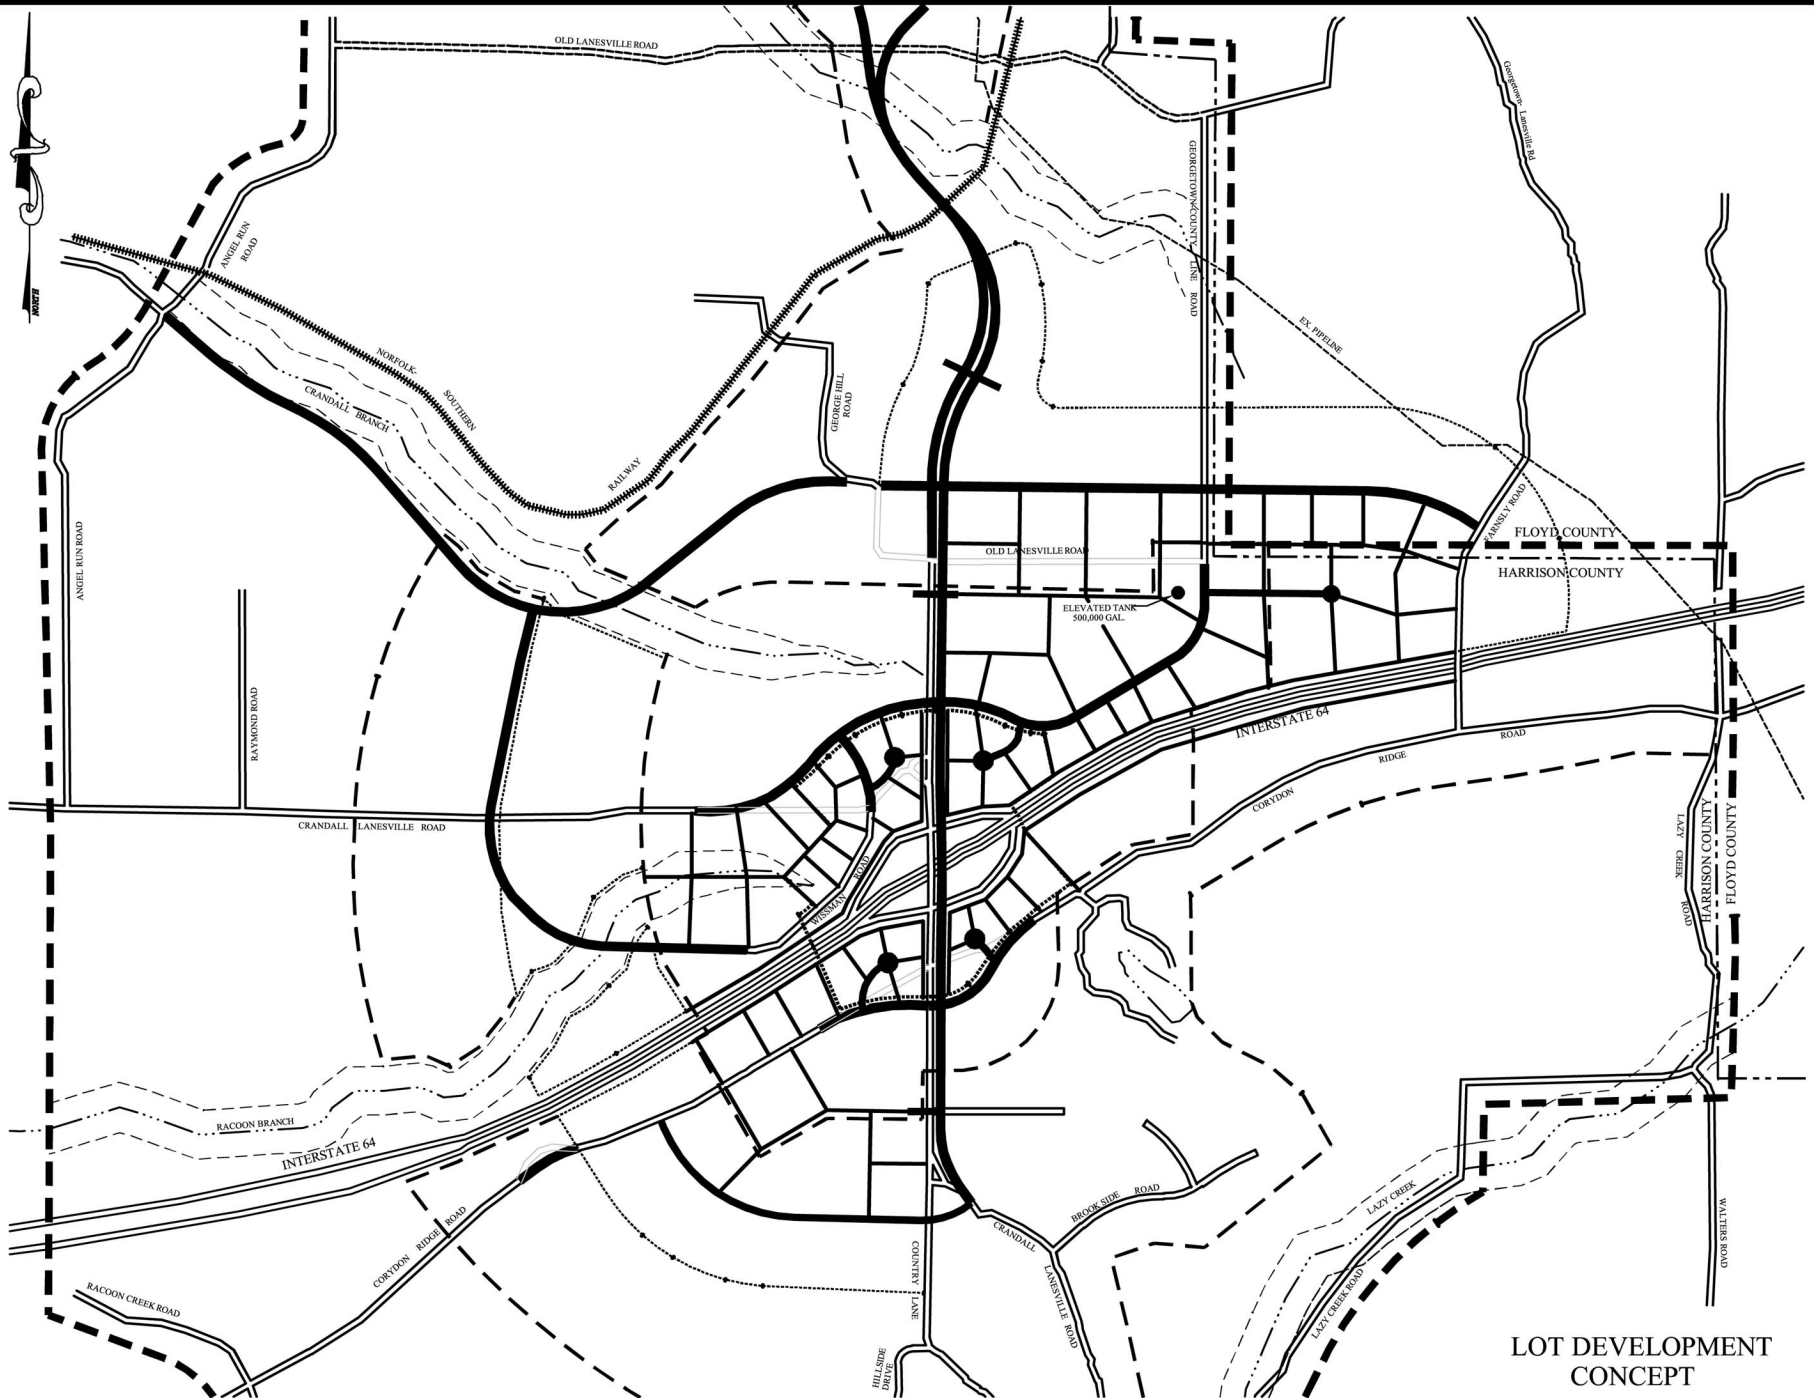 OLD LANESVILLE ROAD
Georgetown- Lanesville Rd
GEORGETOWN COUNTY LINE ROAD
ANGEL RUN
ROAD
NORTH
EX. PIPELINE
NORFOLK-
SOUTHERN
RAILWAY
CRANDALL BRANCH
GEORGE HILL
ROAD
ANGEL RUN ROAD
FARNSLY ROAD
FLOYD COUNTY
HARRISON COUNTY
OLD LANESVILLE ROAD
ELEVATED TANK
500,000 GAL.
RAYMOND ROAD
INTERSTATE 64
CORYDON RIDGE ROAD
CRANDALL LANESVILLE ROAD
WISSMAN ROAD
LAZY CREEK ROAD
HARRISON COUNTY
FLOYD COUNTY
RACOON BRANCH
INTERSTATE 64
CORYDON RIDGE ROAD
RACOON CREEK ROAD
COUNTRY LANE
CRANDALL
LANESVILLE ROAD
BROOK SIDE ROAD
HILLSIDE
DRIVE
LAZY CREEK
LAZY CREEK ROAD
WALTERS ROAD
LOT DEVELOPMENT
CONCEPT